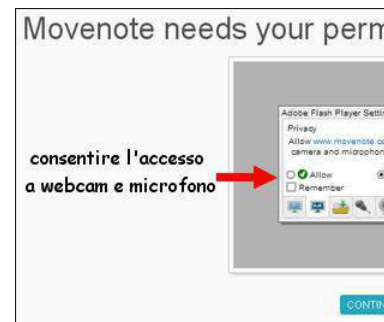 Movenote needs your perm
Adobe Flash Player Settin
Privacy
Allow www.movenote.co
camera and microphon
consentire l'accesso
a webcam e microfono
Allow
Remember
CONTIN